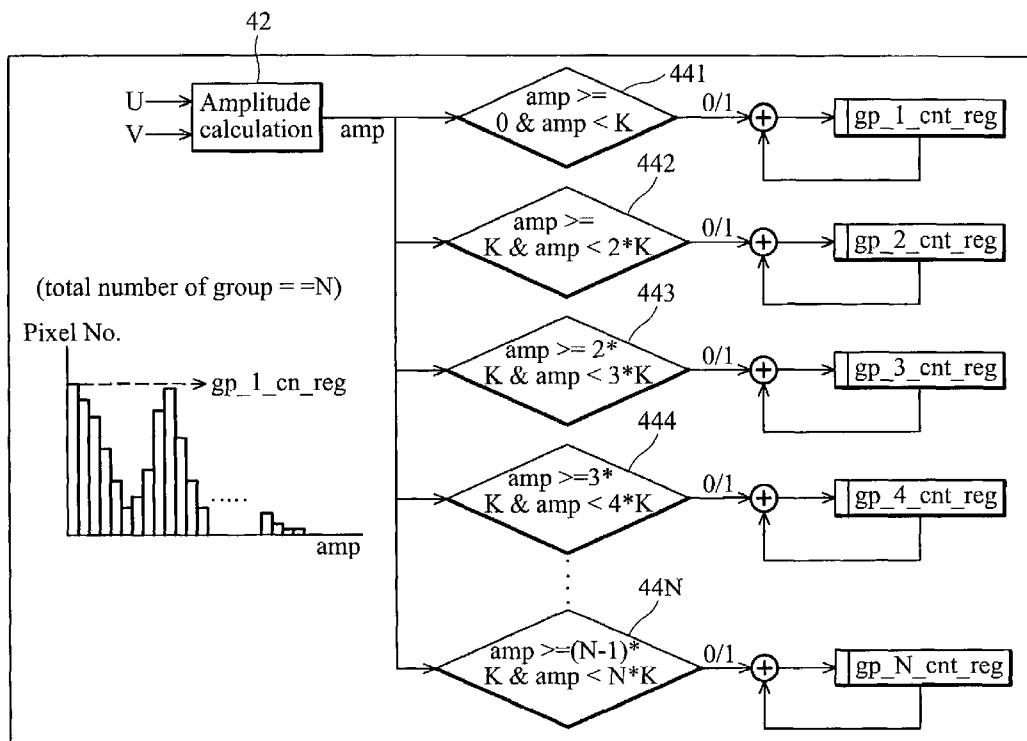 42
U
V
Amplitude
calculation
amp
441
amp >=
0 & amp < K
0/1
+
gp_1_cnt_reg
442
amp >=
K & amp < 2*K
0/1
+
gp_2_cnt_reg
(total number of group = =N)
Pixel No.
gp_1_cn_reg
.....
amp
443
amp >= 2*
K & amp < 3*K
0/1
+
gp_3_cnt_reg
444
amp >=3*
K & amp < 4*K
0/1
+
gp_4_cnt_reg
44N
amp >=(N-1)*
K & amp < N*K
0/1
+
gp_N_cnt_reg